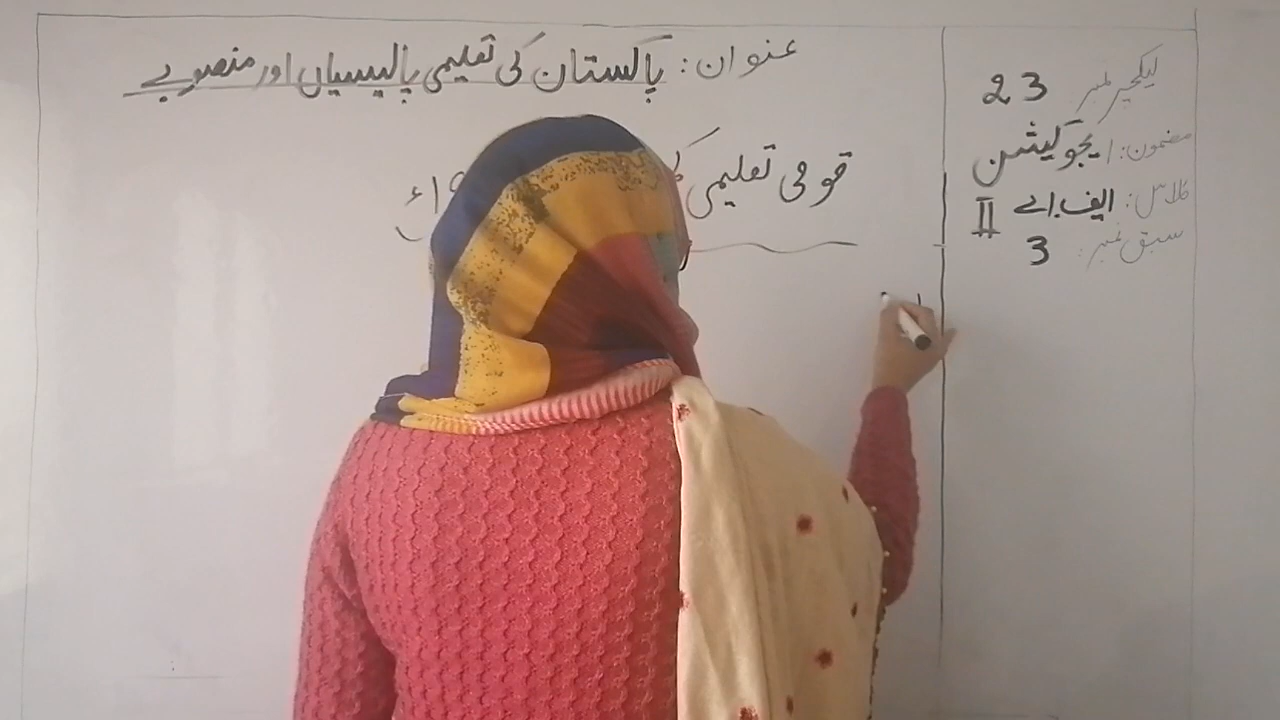 لیکچر نمبر 23
مضمون: ایجوکیشن
کلاس: ایف اے II
سبق نمبر: 3
عنوان: پاکستان کی تعلیمی پالیسیاں اور منصوبے
قومی تعلیمی